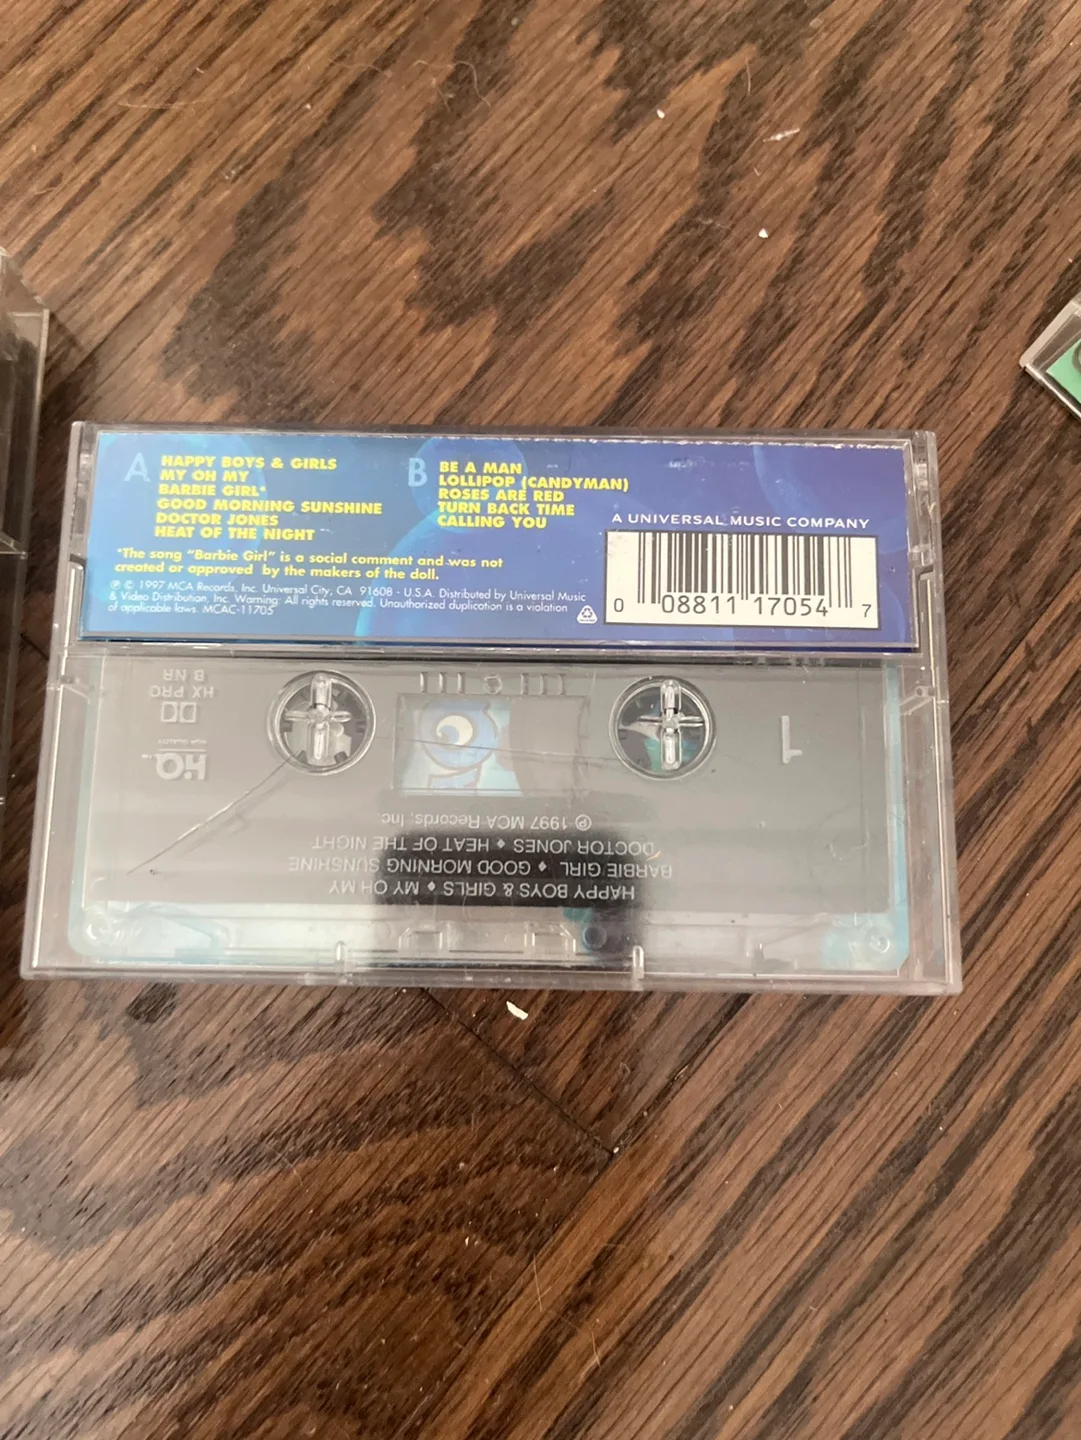 A
HAPPY BOYS & GIRLS
MY OH MY
BARBIE GIRL*
GOOD MORNING SUNSHINE
DOCTOR JONES
HEAT OF THE NIGHT
B
BE A MAN
LOLLIPOP (CANDYMAN)
ROSES ARE RED
TURN BACK TIME
CALLING YOU
*The song "Barbie Girl" is a social comment and was not
created or approved by the makers of the doll.
℗ © 1997 MCA Records, Inc. Universal City, CA 91608 - U.S.A. Distributed by Universal Music
& Video Distribution, Inc. Warning: All rights reserved. Unauthorized duplication is a violation
of applicable laws. MCAC-11705
A UNIVERSAL MUSIC COMPANY
0 08811 17054 7
HAPPY BOYS & GIRLS ♦ MY OH MY
BARBIE GIRL ♦ GOOD MORNING SUNSHINE
DOCTOR JONES ♦ HEAT OF THE NIGHT
℗ 1997 MCA Records, Inc.
1
HiQ
HIGH QUALITY
HX PRO
B NR